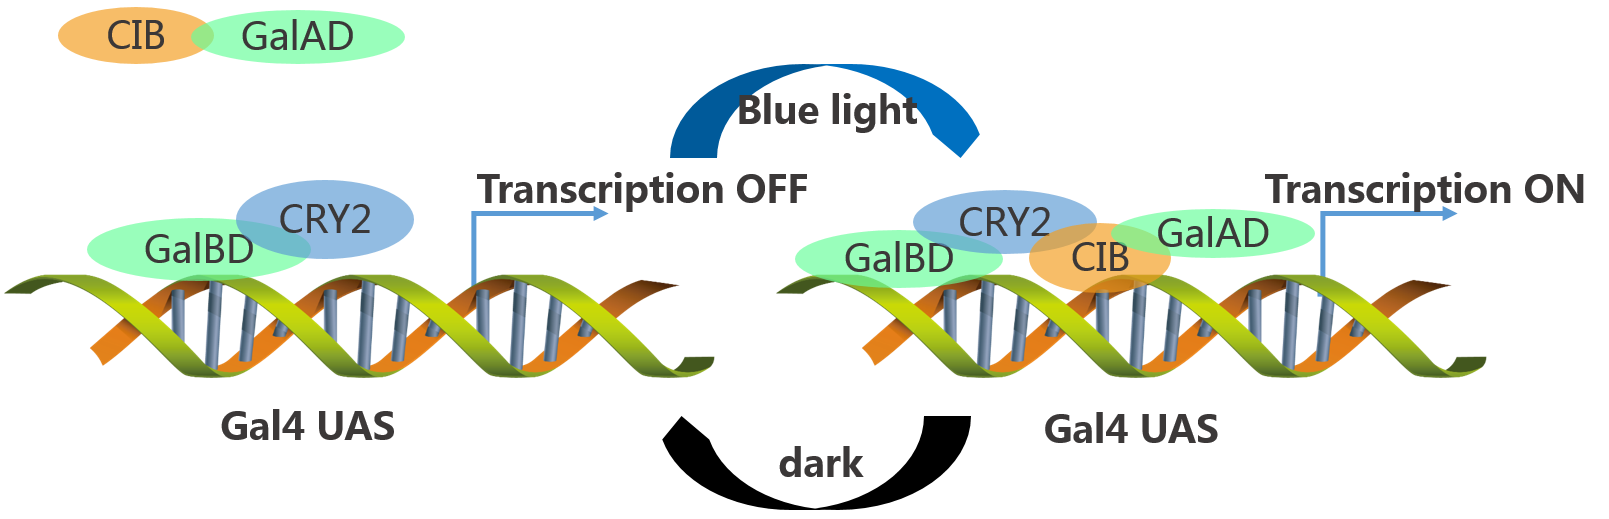 CIB
GalAD
Blue light
Transcription OFF
CRY2
GalBD
Gal4 UAS
Transcription ON
CRY2
GalAD
GalBD
CIB
Gal4 UAS
dark